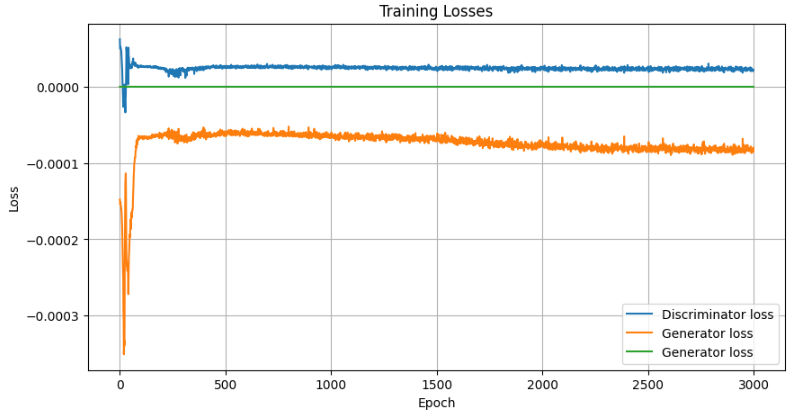 Training Losses
0.0000
−0.0001
−0.0002
−0.0003
Loss
0
500
1000
1500
2000
2500
3000
Epoch
Discriminator loss
Generator loss
Generator loss